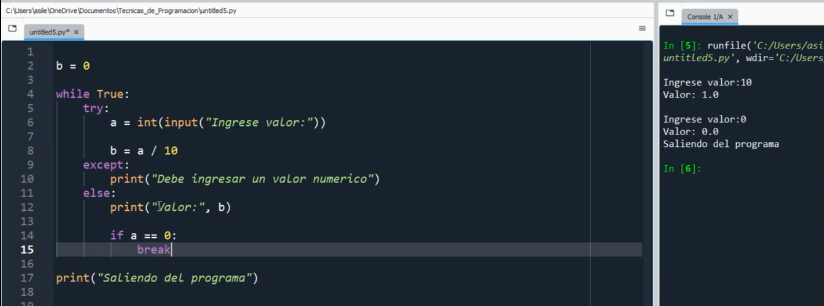 C:\Users\asile\OneDrive\Documentos\Tecnicas_de_Programacion\untitled5.py
untitled5.py* ×
1
2 b = 0
3
4 while True:
5 try:
6 a = int(input("Ingrese valor:"))
7
8 b = a / 10
9 except:
10 print("Debe ingresar un valor numerico")
11 else:
12 print("Valor:", b)
13
14 if a == 0:
15 break
16
17 print("Saliendo del programa")
18
19
Console 1/A ×
In [5]: runfile('C:/Users/asi
untitled5.py', wdir='C:/Users
Ingrese valor:10
Valor: 1.0
Ingrese valor:0
Valor: 0.0
Saliendo del programa
In [6]: